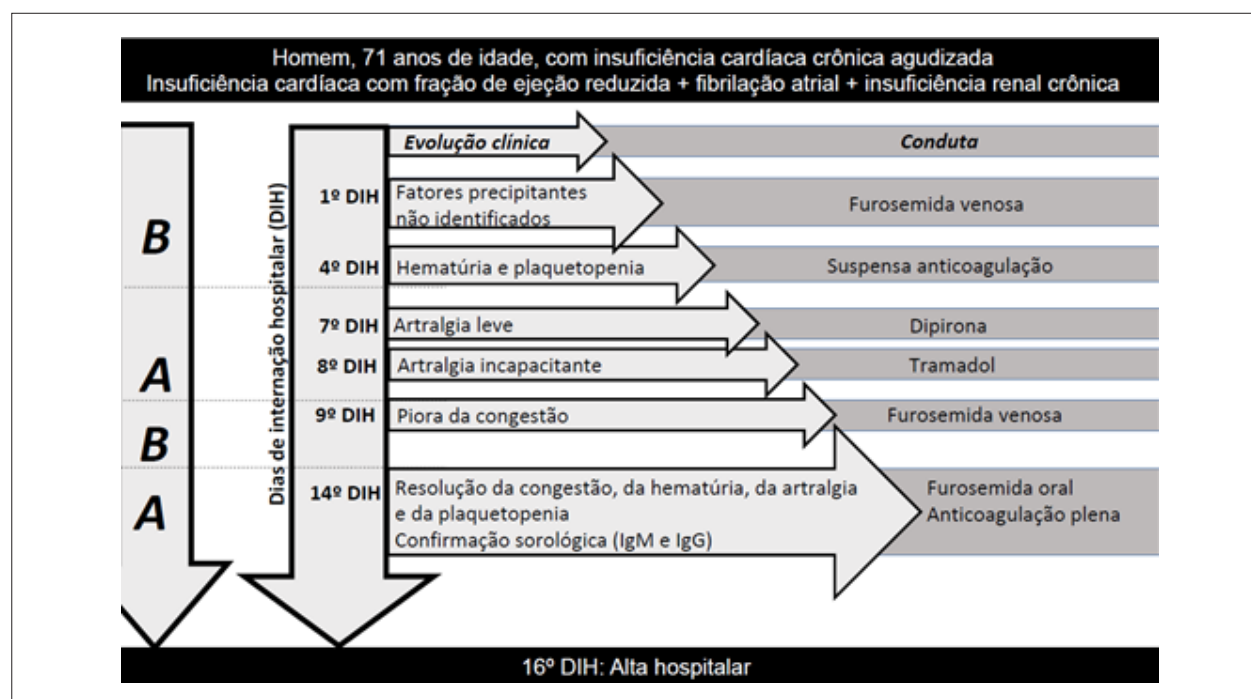 Homem, 71 anos de idade, com insuficiência cardíaca crônica agudizada
Insuficiência cardíaca com fração de ejeção reduzida + fibrilação atrial + insuficiência renal crônica
B
A
B
A
Dias de internação hospitalar (DIH)
Evolução clínica
Conduta
1º DIH
Fatores precipitantes
não identificados
Furosemida venosa
4º DIH
Hematúria e plaquetopenia
Suspensa anticoagulação
7º DIH
Artralgia leve
Dipirona
8º DIH
Artralgia incapacitante
Tramadol
9º DIH
Piora da congestão
Furosemida venosa
14º DIH
Resolução da congestão, da hematúria, da artralgia
e da plaquetopenia
Confirmação sorológica (IgM e IgG)
Furosemida oral
Anticoagulação plena
16º DIH: Alta hospitalar